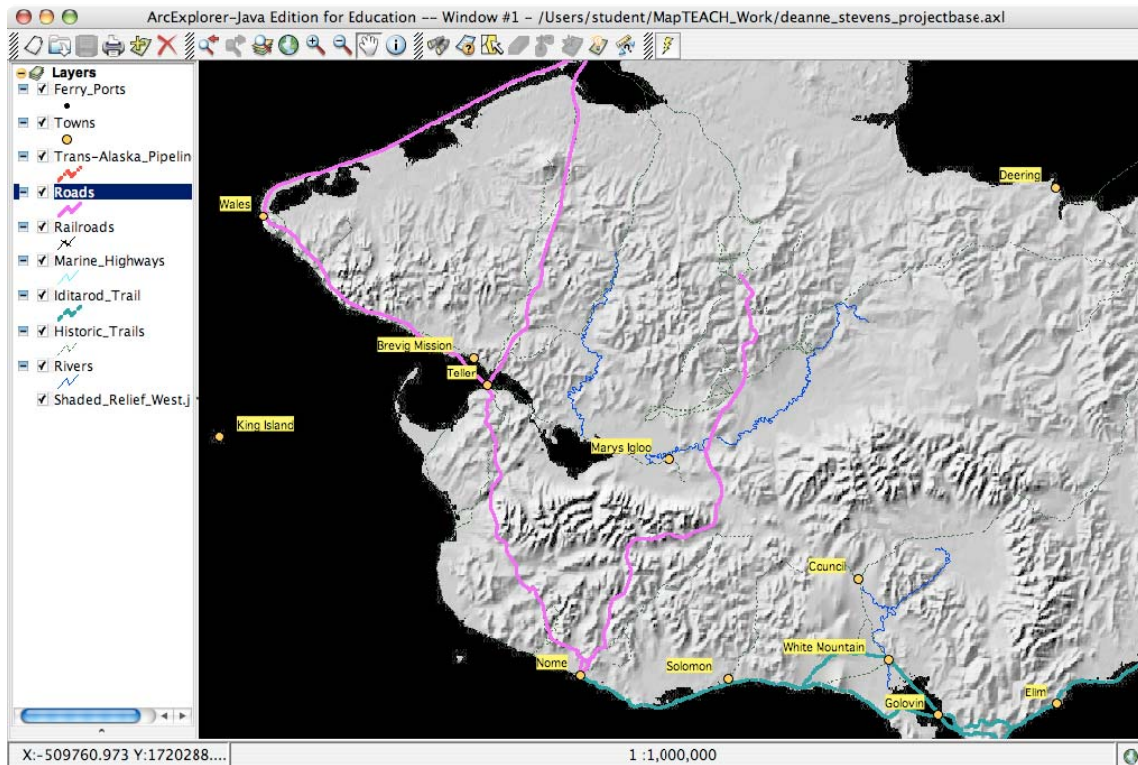 ArcExplorer-Java Edition for Education -- Window #1 - /Users/student/MapTEACH_Work/deanne_stevens_projectbase.axl
Layers
Ferry_Ports
Towns
Trans-Alaska_Pipelin
Roads
Railroads
Marine_Highways
Iditarod_Trail
Historic_Trails
Rivers
Shaded_Relief_West.j
Deering
Wales
Brevig Mission
Teller
King Island
Marys Igloo
Council
White Mountain
Nome
Solomon
Golovin
Elim
X:-509760.973 Y:1720288....
1 :1,000,000